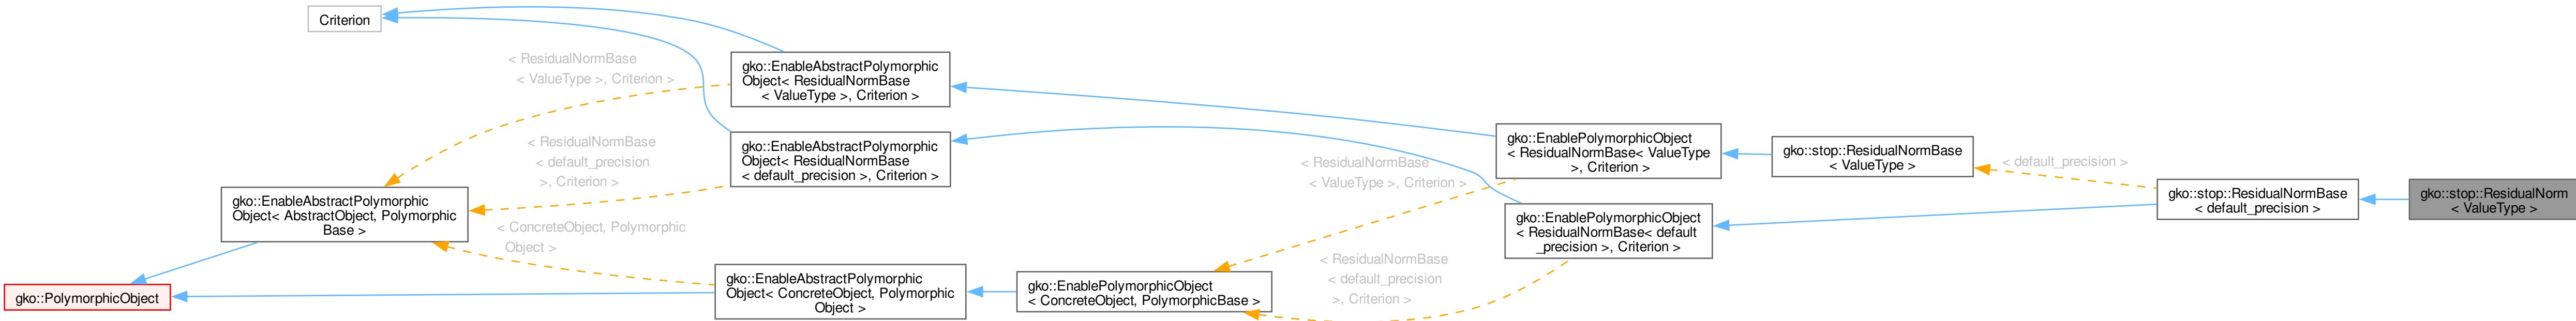 Criterion
gko::EnableAbstractPolymorphic
Object< ResidualNormBase
< ValueType >, Criterion >
< ResidualNormBase
< ValueType >, Criterion >
gko::EnableAbstractPolymorphic
Object< ResidualNormBase
< default_precision >, Criterion >
< ResidualNormBase
< default_precision
>, Criterion >
gko::EnableAbstractPolymorphic
Object< AbstractObject, Polymorphic
Base >
< ConcreteObject, Polymorphic
Object >
gko::PolymorphicObject
gko::EnableAbstractPolymorphic
Object< ConcreteObject, Polymorphic
Object >
gko::EnablePolymorphicObject
< ConcreteObject, PolymorphicBase >
< ResidualNormBase
< ValueType >, Criterion >
< ResidualNormBase
< default_precision
>, Criterion >
gko::EnablePolymorphicObject
< ResidualNormBase< ValueType
>, Criterion >
gko::EnablePolymorphicObject
< ResidualNormBase< default
_precision >, Criterion >
gko::stop::ResidualNormBase
< ValueType >
< default_precision >
gko::stop::ResidualNormBase
< default_precision >
gko::stop::ResidualNorm
< ValueType >